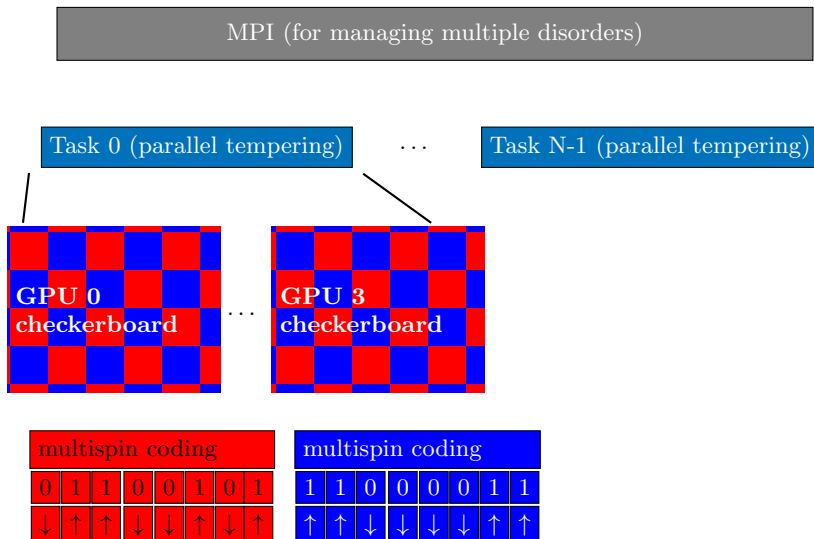 MPI (for managing multiple disorders)
Task 0 (parallel tempering) ... Task N-1 (parallel tempering)
GPU 0
checkerboard
...
GPU 3
checkerboard
multispin coding
0 1 1 0 0 1 0 1
↓ ↑ ↑ ↓ ↓ ↑ ↓ ↑
multispin coding
1 1 0 0 0 0 1 1
↑ ↑ ↓ ↓ ↓ ↓ ↑ ↑